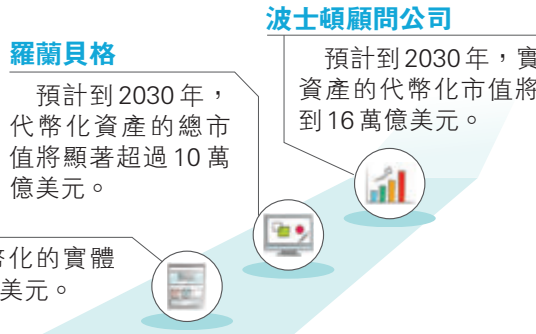 波士頓顧問公司
預計到2030年，實
資產的代幣化市值將
到16萬億美元。
羅蘭貝格
預計到2030年，
代幣化資產的總市
值將顯著超過10萬
億美元。
幣化的實體
美元。